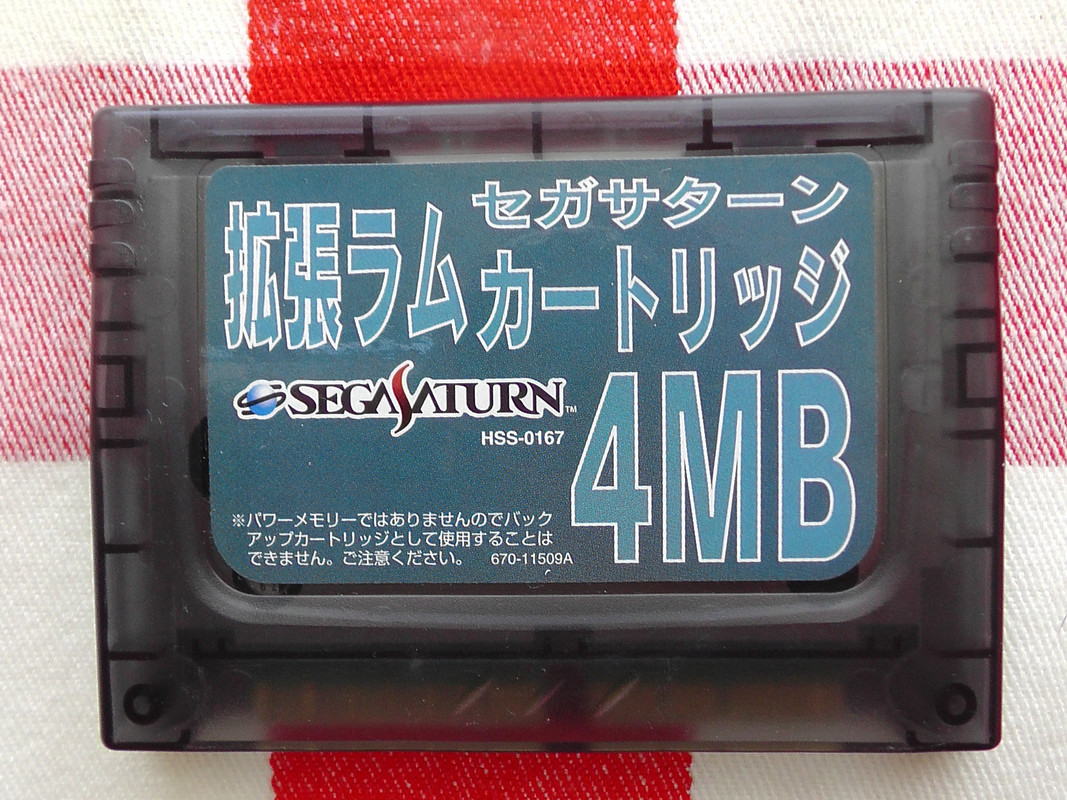 セガサターン
拡張ラムカートリッジ
4MB
SEGA SATURN™
HSS-0167
※パワーメモリーではありませんのでバック
アップカートリッジとして使用することは
できません。ご注意ください。 670-11509A